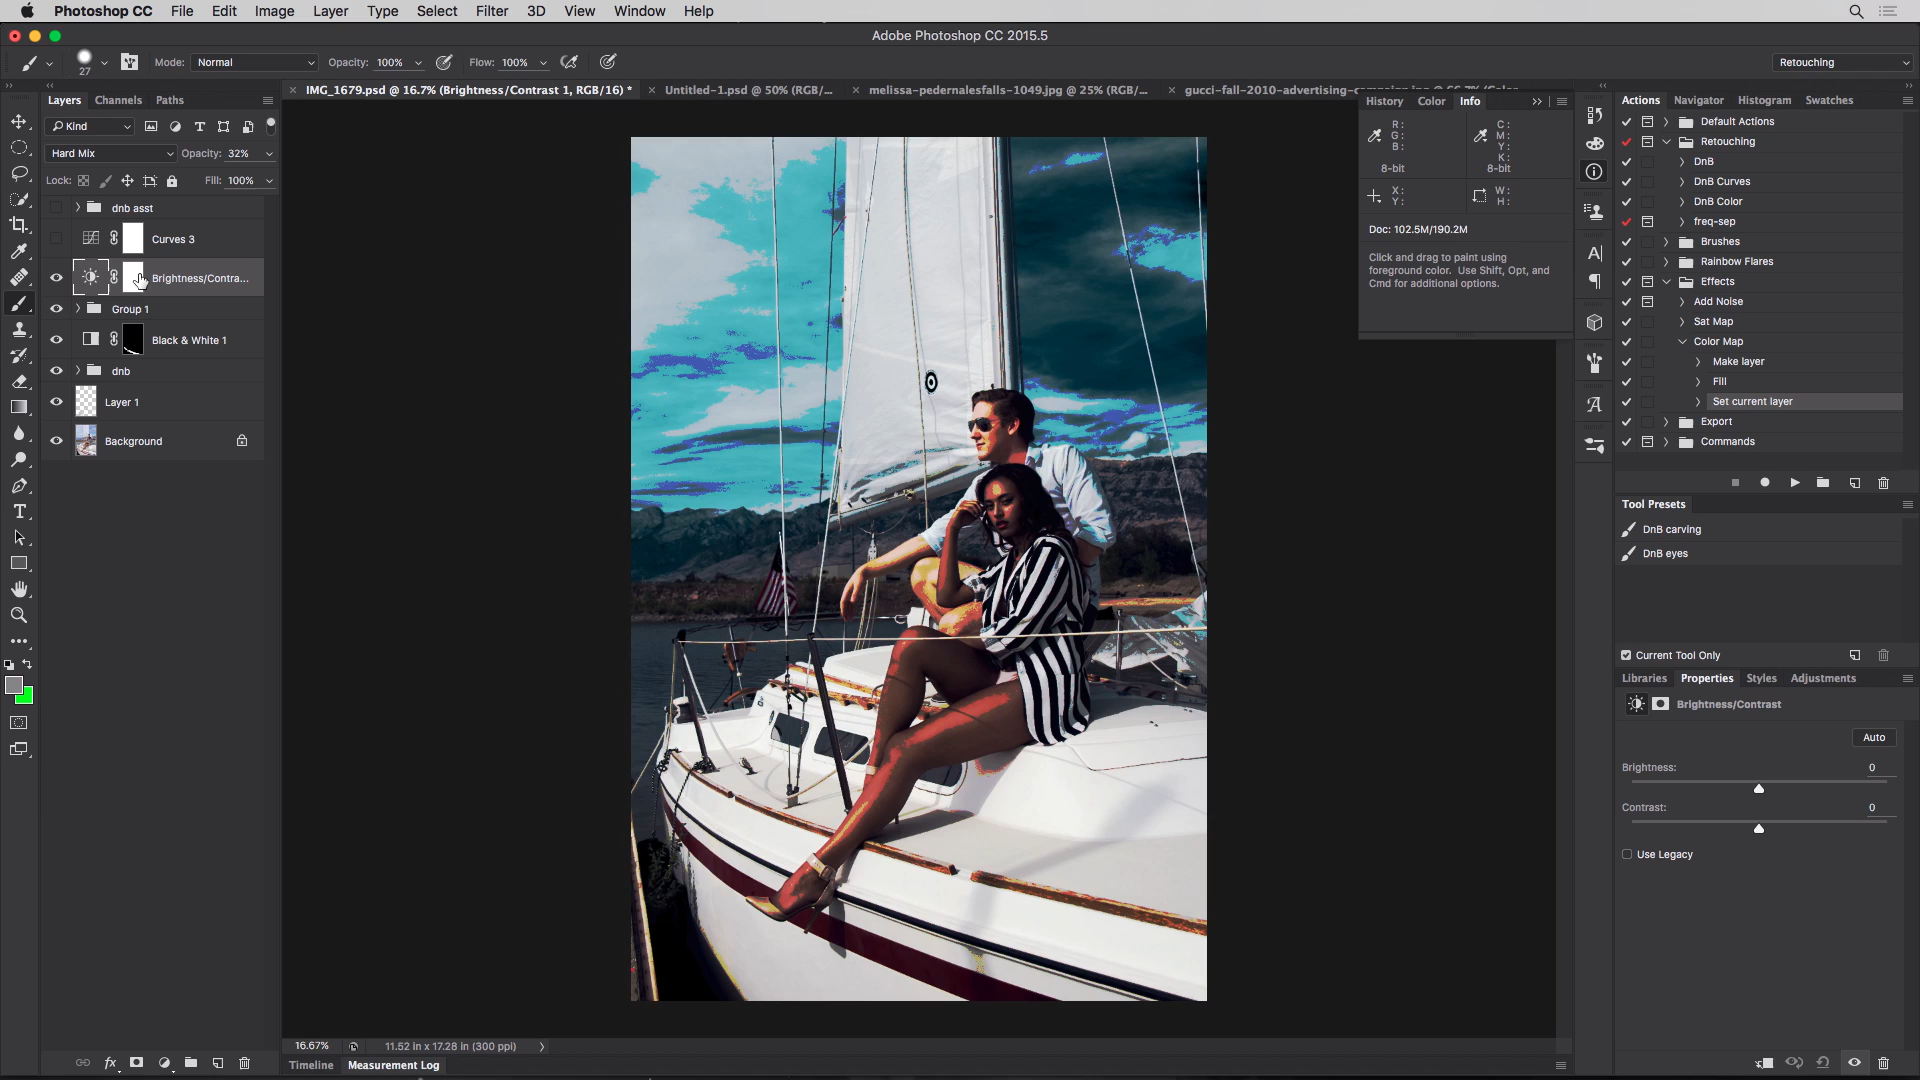 Photoshop CC File Edit Image Layer Type Select Filter 3D View Window Help
Adobe Photoshop CC 2015.5
27 Mode: Normal Opacity: 100% Flow: 100% Retouching
Layers Channels Paths
IMG_1679.psd @ 16.7% (Brightness/Contrast 1, RGB/16) * Untitled-1.psd @ 50% (RGB/... melissa-pedernalesfalls-1049.jpg @ 25% (RGB/...
Kind
Hard Mix Opacity: 32%
Lock: Fill: 100%
dnb asst
Curves 3
Brightness/Contra...
Group 1
Black & White 1
dnb
Layer 1
Background
16.67% 11.52 in x 17.28 in (300 ppi)
Timeline Measurement Log
History Color Info
R: C:
G: M:
B: Y:
K:
8-bit 8-bit
X: W:
Y: H:
Doc: 102.5M/190.2M
Click and drag to paint using
foreground color. Use Shift, Opt, and
Cmd for additional options.
Actions Navigator Histogram Swatches
Default Actions
Retouching
DnB
DnB Curves
DnB Color
freq-sep
Brushes
Rainbow Flares
Effects
Add Noise
Sat Map
Color Map
Make layer
Fill
Set current layer
Export
Commands
Tool Presets
DnB carving
DnB eyes
Current Tool Only
Libraries Properties Styles Adjustments
Brightness/Contrast
Auto
Brightness: 0
Contrast: 0
Use Legacy